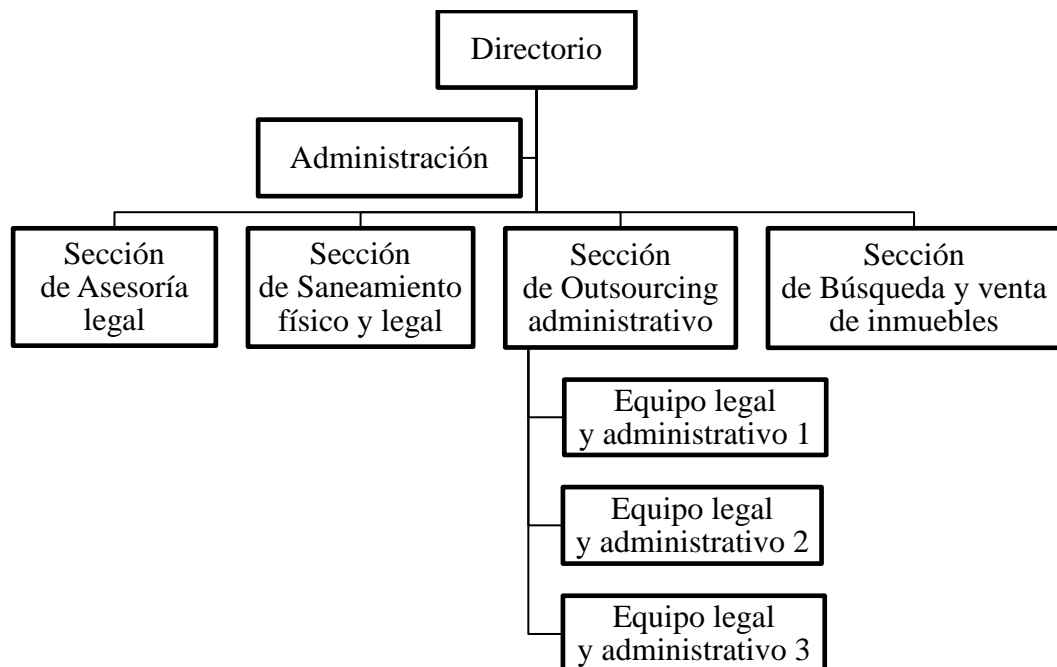 Directorio
Administración
Sección
de Asesoría
legal
Sección
de Saneamiento
físico y legal
Sección
de Outsourcing
administrativo
Sección
de Búsqueda y venta
de inmuebles
Equipo legal
y administrativo 1
Equipo legal
y administrativo 2
Equipo legal
y administrativo 3